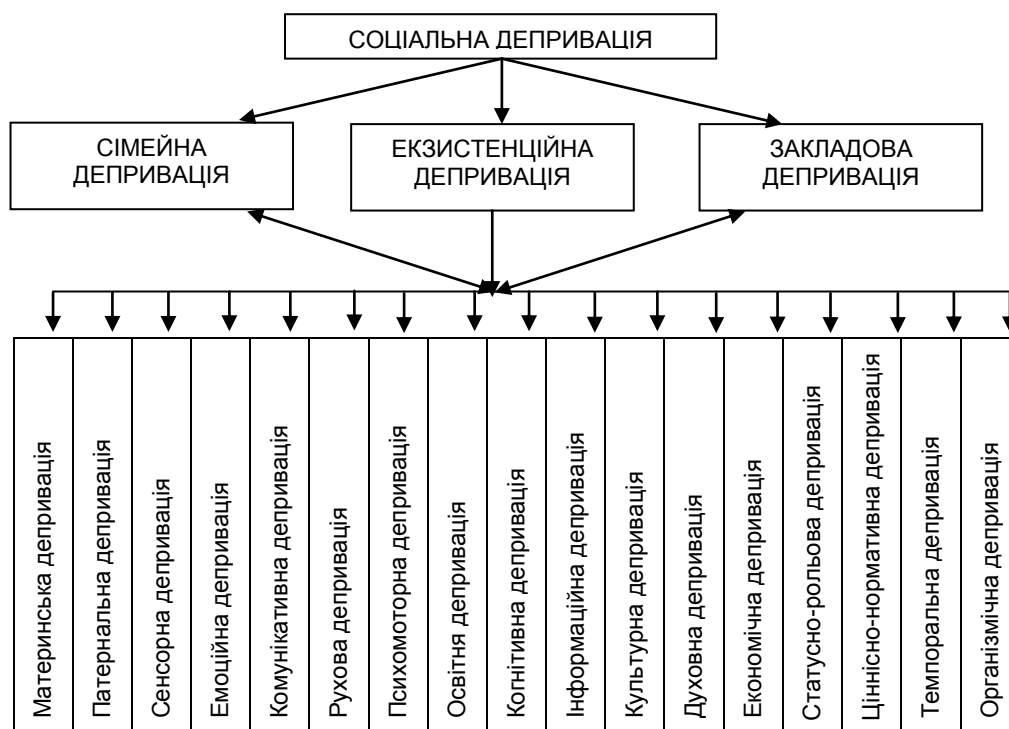 СОЦІАЛЬНА ДЕПРИВАЦІЯ
СІМЕЙНА
ДЕПРИВАЦІЯ
ЕКЗИСТЕНЦІЙНА
ДЕПРИВАЦІЯ
ЗАКЛАДОВА
ДЕПРИВАЦІЯ
Материнська депривація
Патернальна депривація
Сенсорна депривація
Емоційна депривація
Комунікативна депривація
Рухова депривація
Психомоторна депривація
Освітня депривація
Когнітивна депривація
Інформаційна депривація
Культурна депривація
Духовна депривація
Економічна депривація
Статусно-рольова депривація
Ціннісно-нормативна депривація
Темпоральна депривація
Організмічна депривація